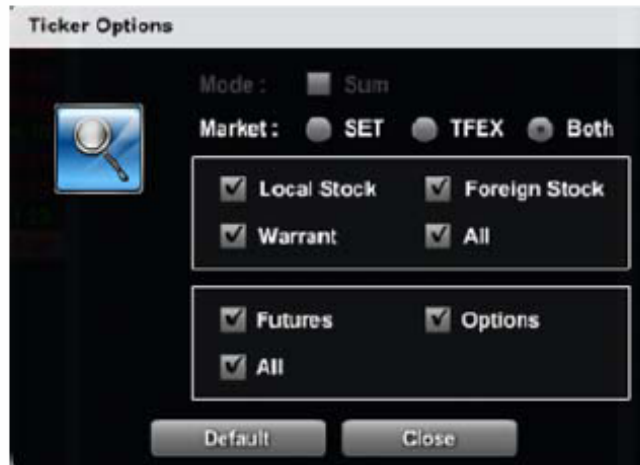 Ticker Options
Mode : Sum
Market : SET TFEX Both
Local Stock Foreign Stock
Warrant All
Futures Options
All
Default Close